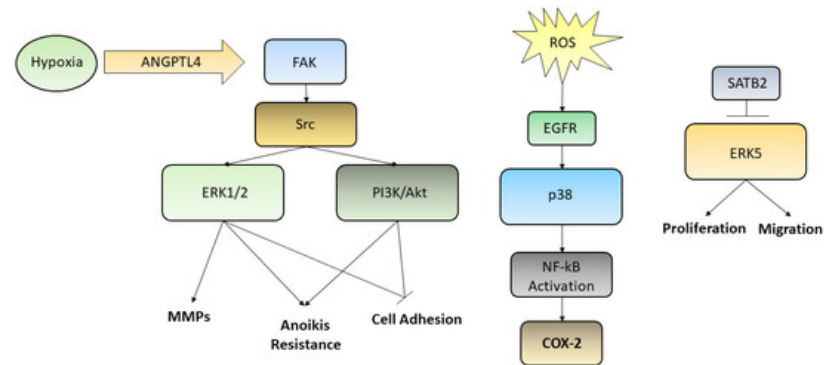 Hypoxia
ANGPTL4
FAK
Src
ERK1/2
PI3K/Akt
MMPs
Anoikis
Resistance
Cell Adhesion
ROS
EGFR
p38
NF-kB
Activation
COX-2
SATB2
ERK5
Proliferation
Migration